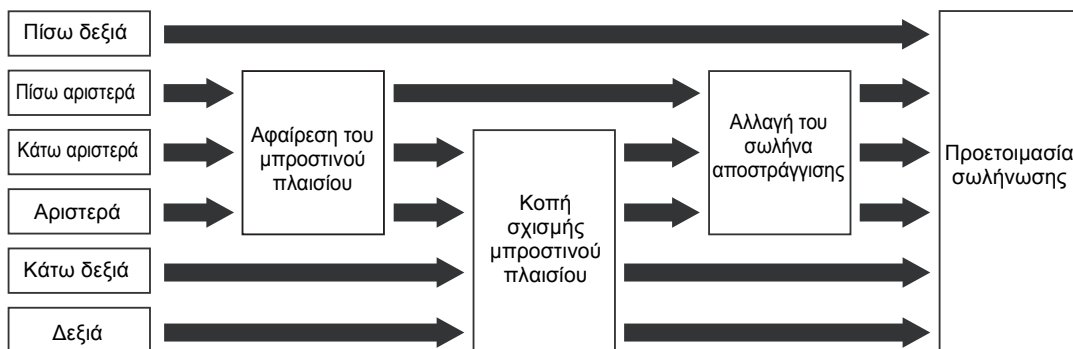 Πίσω δεξιά
Πίσω αριστερά
Κάτω αριστερά
Αριστερά
Κάτω δεξιά
Δεξιά
Αφαίρεση του
μπροστινού
πλαισίου
Κοπή
σχισμής
μπροστινού
πλαισίου
Αλλαγή του
σωλήνα
αποστράγγισης
Προετοιμασία
σωλήνωσης